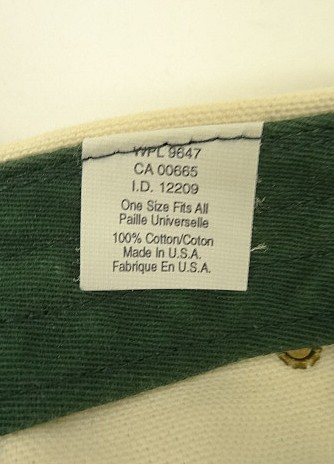 WPL 9647
CA 00665
I.D. 12209
One Size Fits All
Paille Universelle
100% Cotton/Coton
Made In U.S.A.
Fabrique En U.S.A.